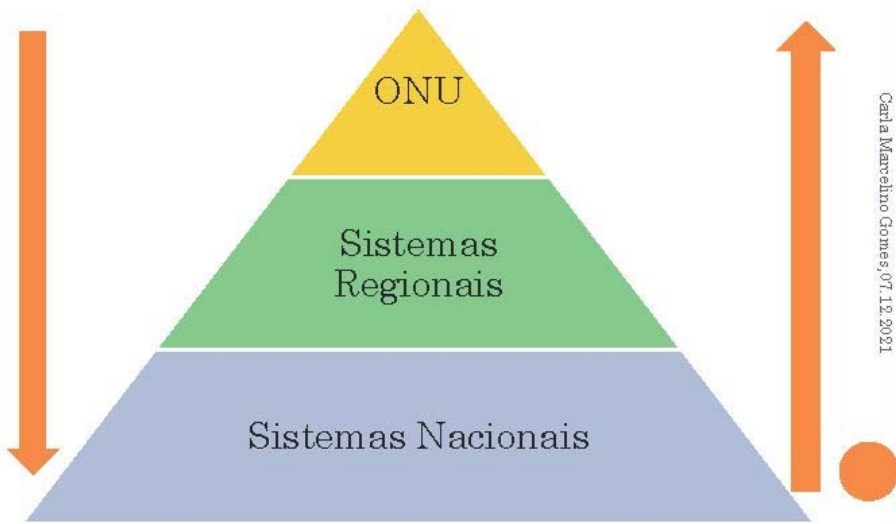 ONU
Sistemas
Regionais
Sistemas Nacionais
Carla Marcelino Gomes,07.12.2021